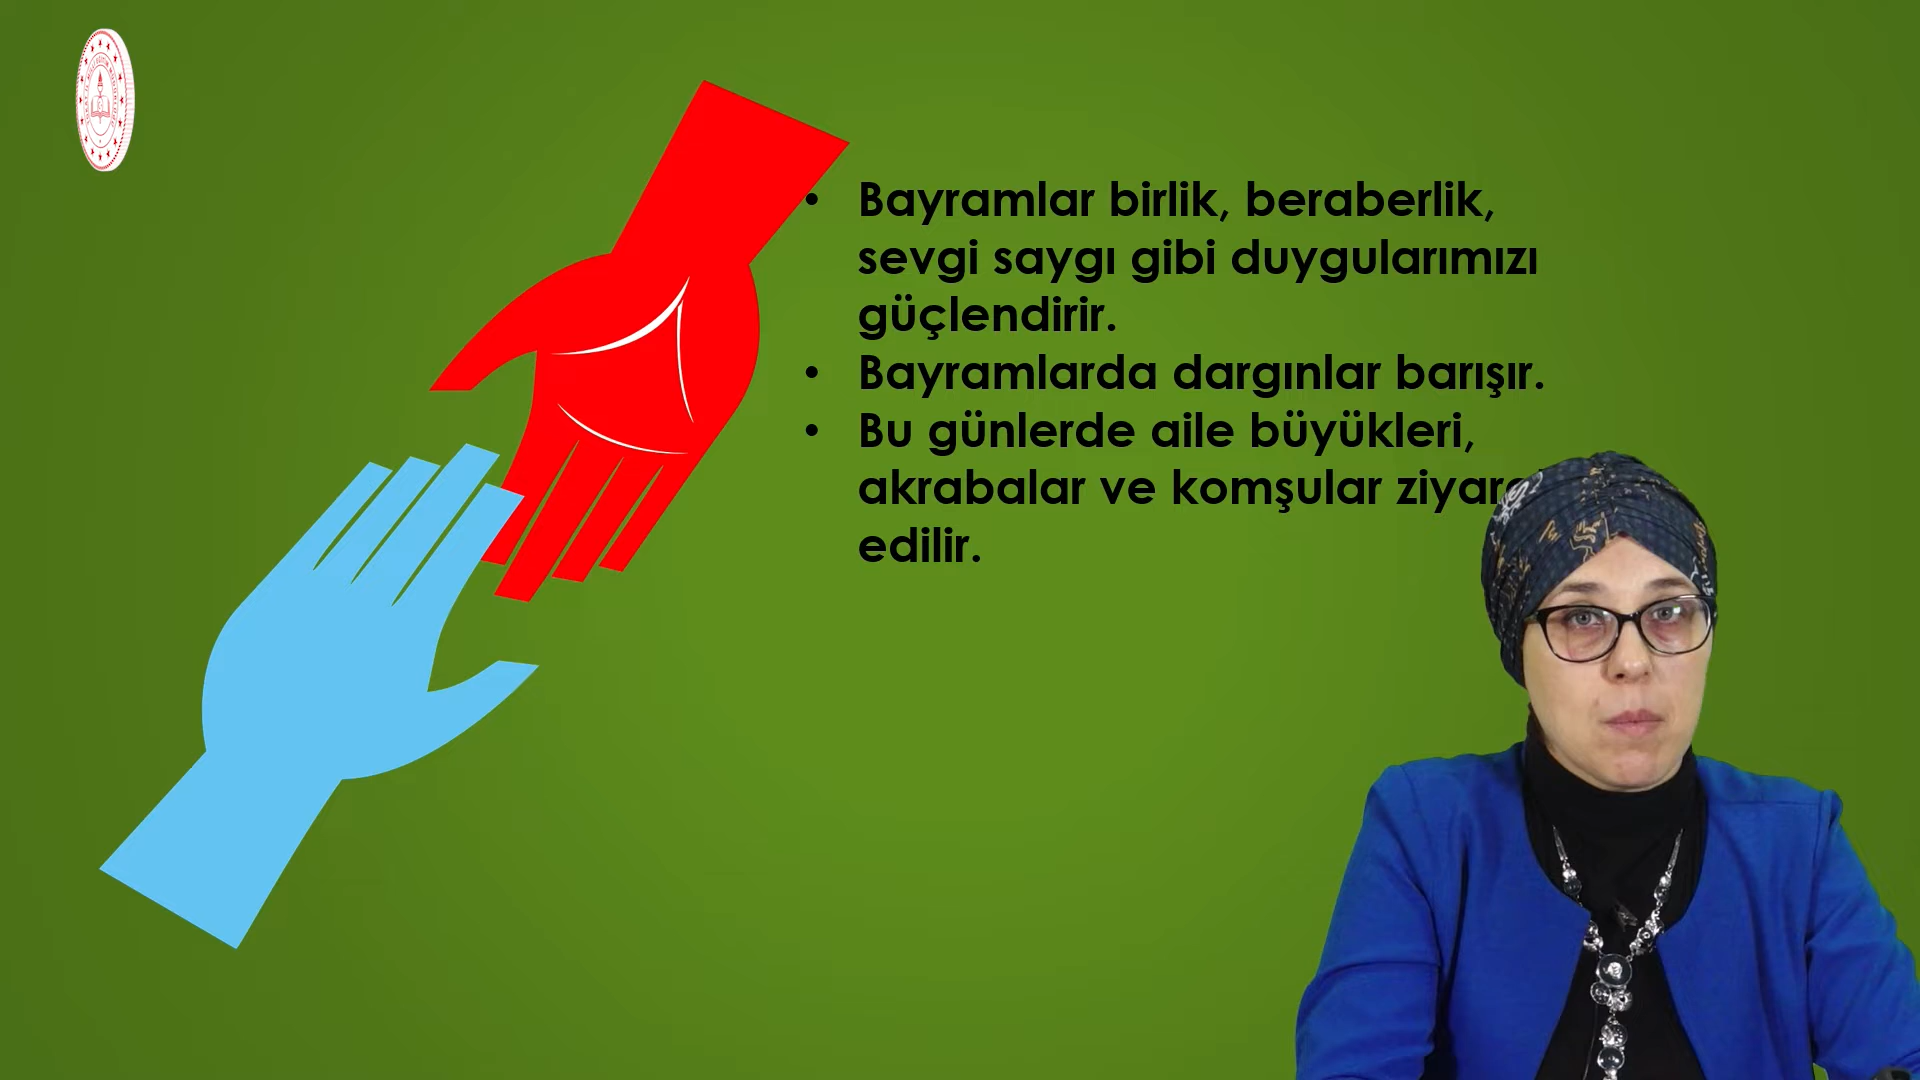 • Bayramlar birlik, beraberlik,
sevgi saygı gibi duygularımızı
güçlendirir.
• Bayramlarda dargınlar barışır.
• Bu günlerde aile büyükleri,
akrabalar ve komşular
edilir.